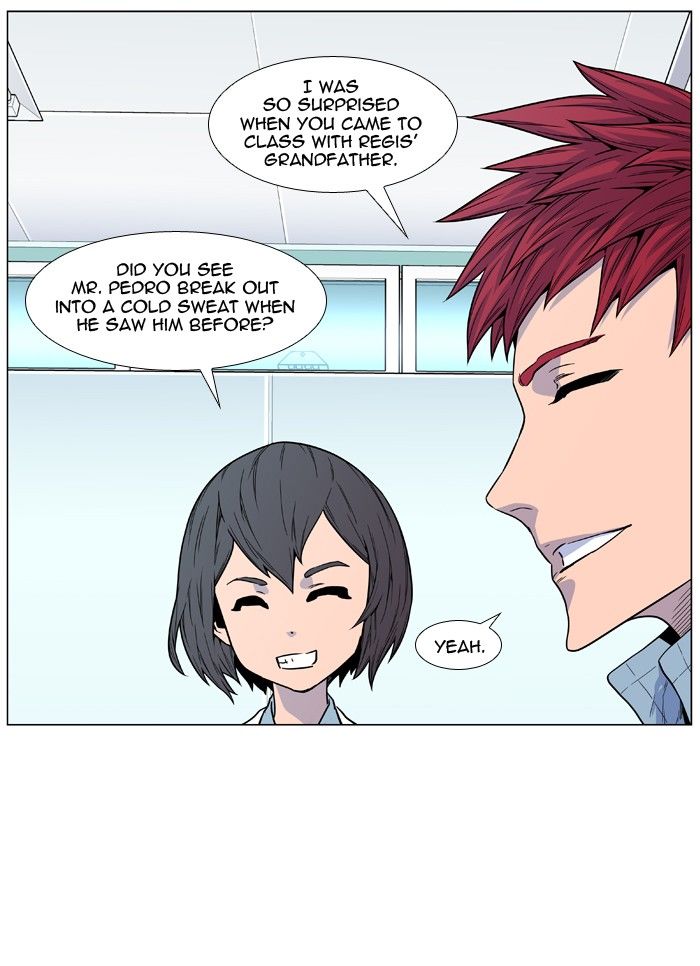 I WAS
SO SURPRISED
WHEN YOU CAME TO
CLASS WITH REGIS'
GRANDFATHER.
DID YOU SEE
MR. PEDRO BREAK OUT
INTO A COLD SWEAT WHEN
HE SAW HIM BEFORE?
YEAH.